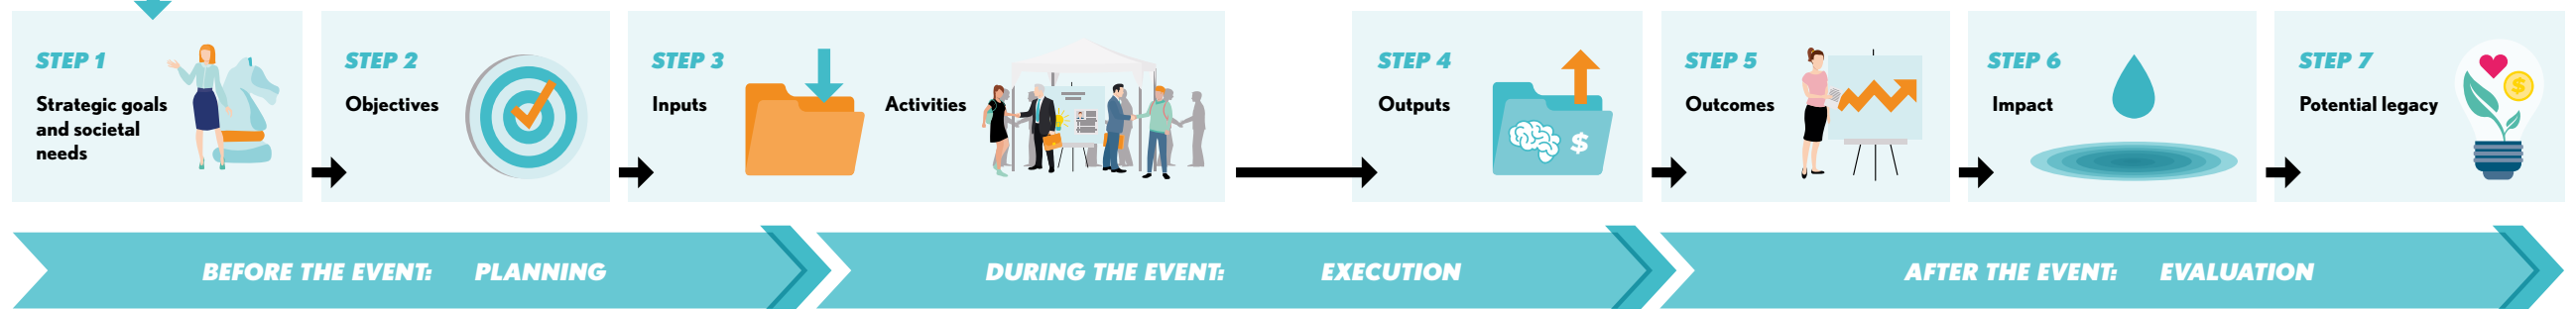 STEP 1
Strategic goals
and societal
needs
STEP 2
Objectives
STEP 3
Inputs
Activities
STEP 4
Outputs
$
STEP 5
Outcomes
STEP 6
Impact
STEP 7
Potential legacy
$
BEFORE THE EVENT: PLANNING
DURING THE EVENT: EXECUTION
AFTER THE EVENT: EVALUATION